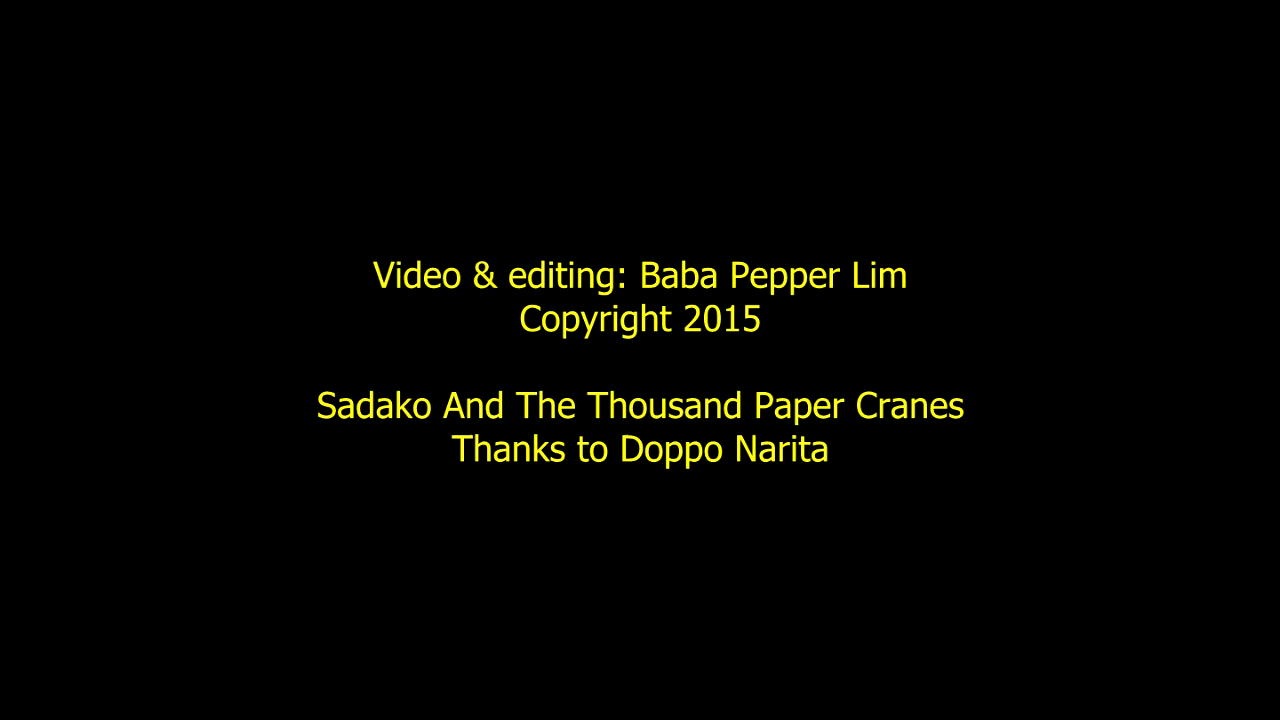 Video & editing: Baba Pepper Lim
Copyright 2015
Sadako And The Thousand Paper Cranes
Thanks to Doppo Narita